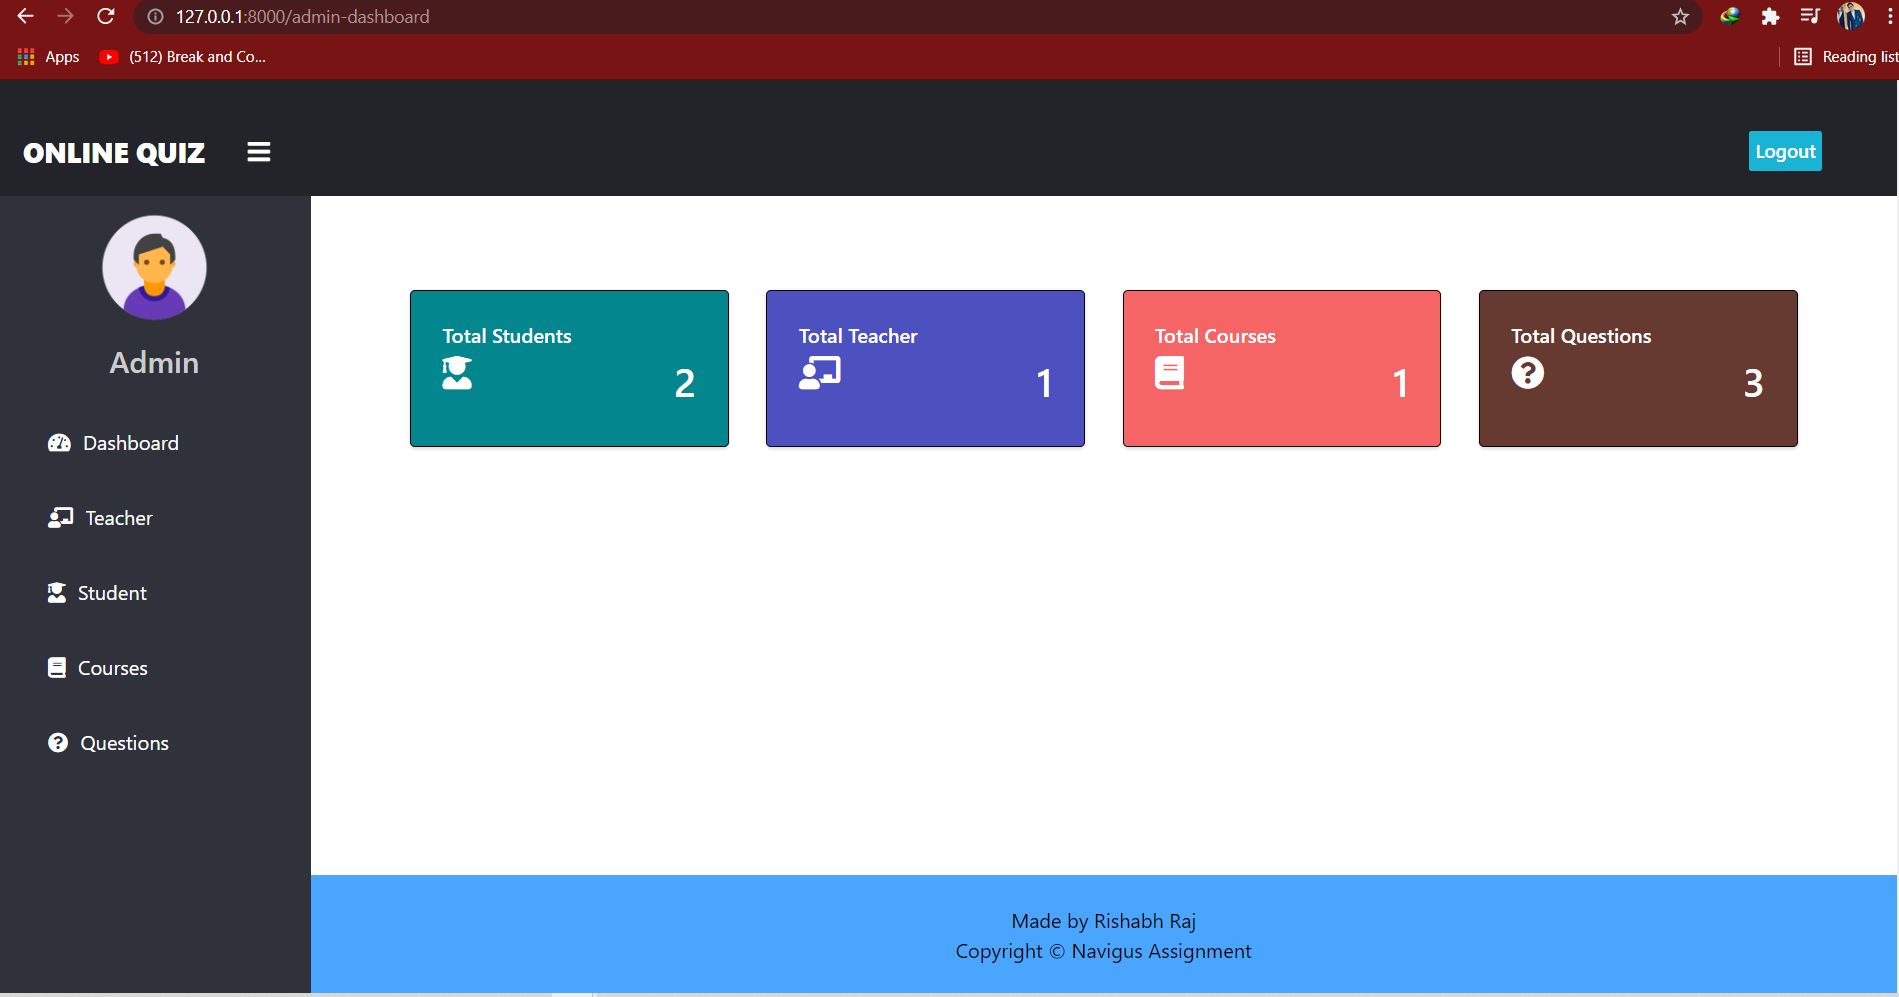 127.0.0.1:8000/admin-dashboard
Apps
(512) Break and Co...
Reading list
ONLINE QUIZ
Logout
Admin
Dashboard
Teacher
Student
Courses
Questions
Total Students
2
Total Teacher
1
Total Courses
1
Total Questions
3
Made by Rishabh Raj
Copyright © Navigus Assignment